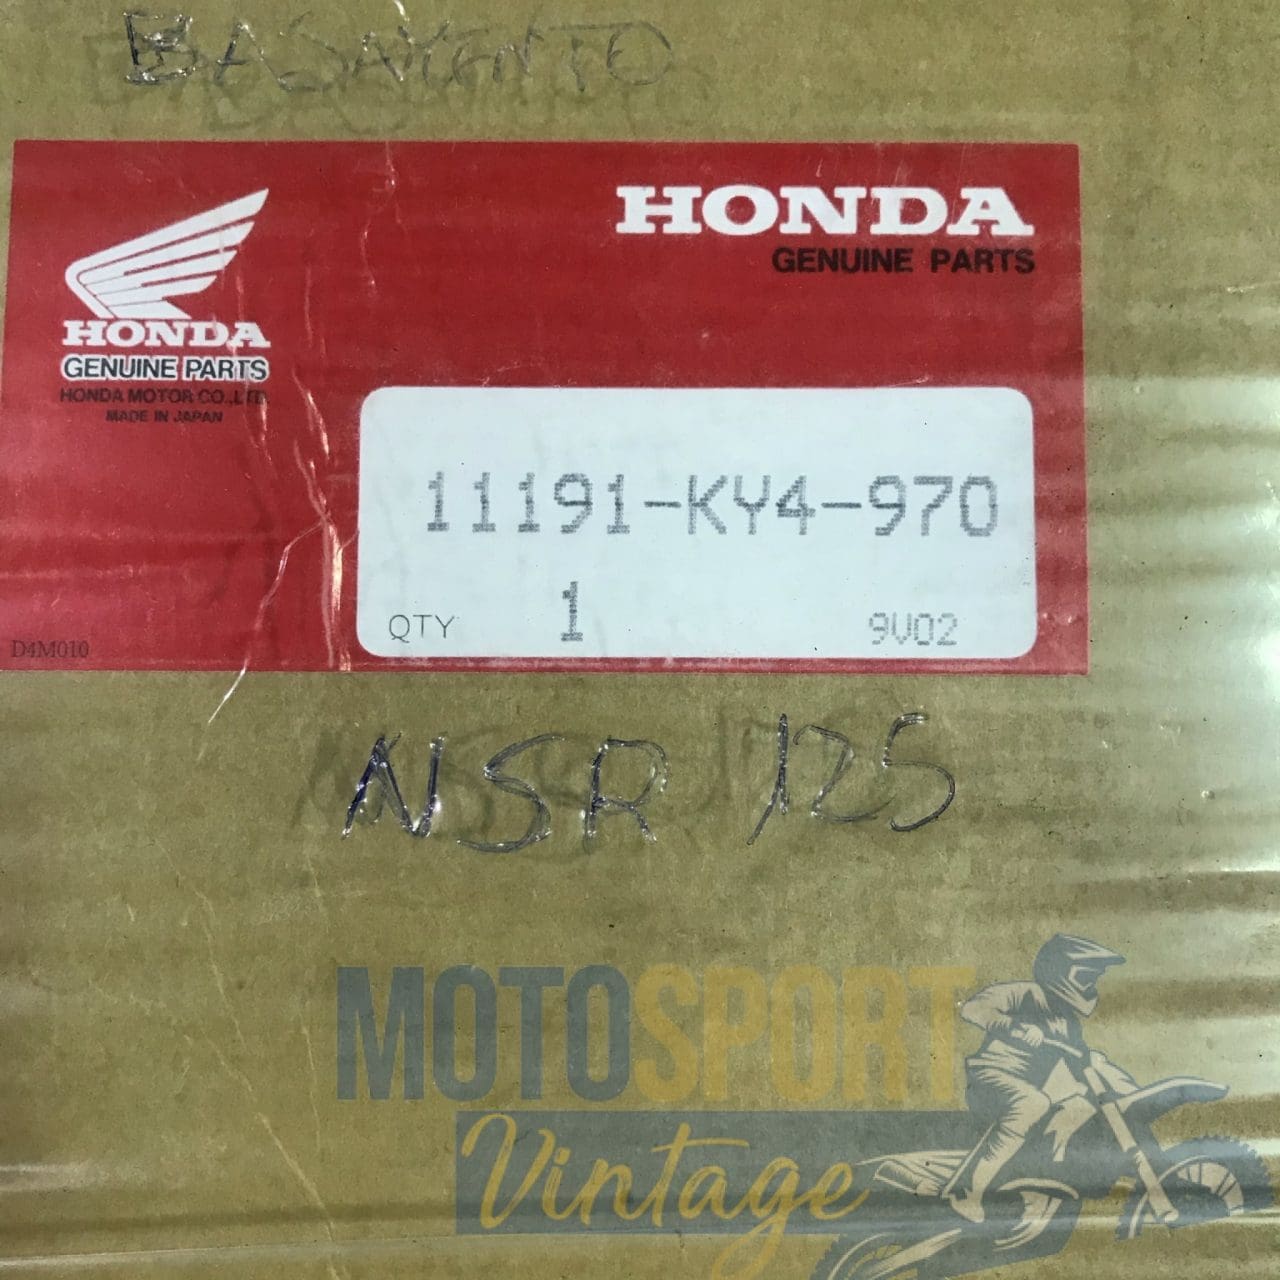 BASAMENTO
HONDA
GENUINE PARTS
HONDA
GENUINE PARTS
HONDA MOTOR CO.,LTD.
MADE IN JAPAN
11191-KY4-970
QTY 1 9V02
D4M010
NSR 125
MOTOSPORT
Vintage